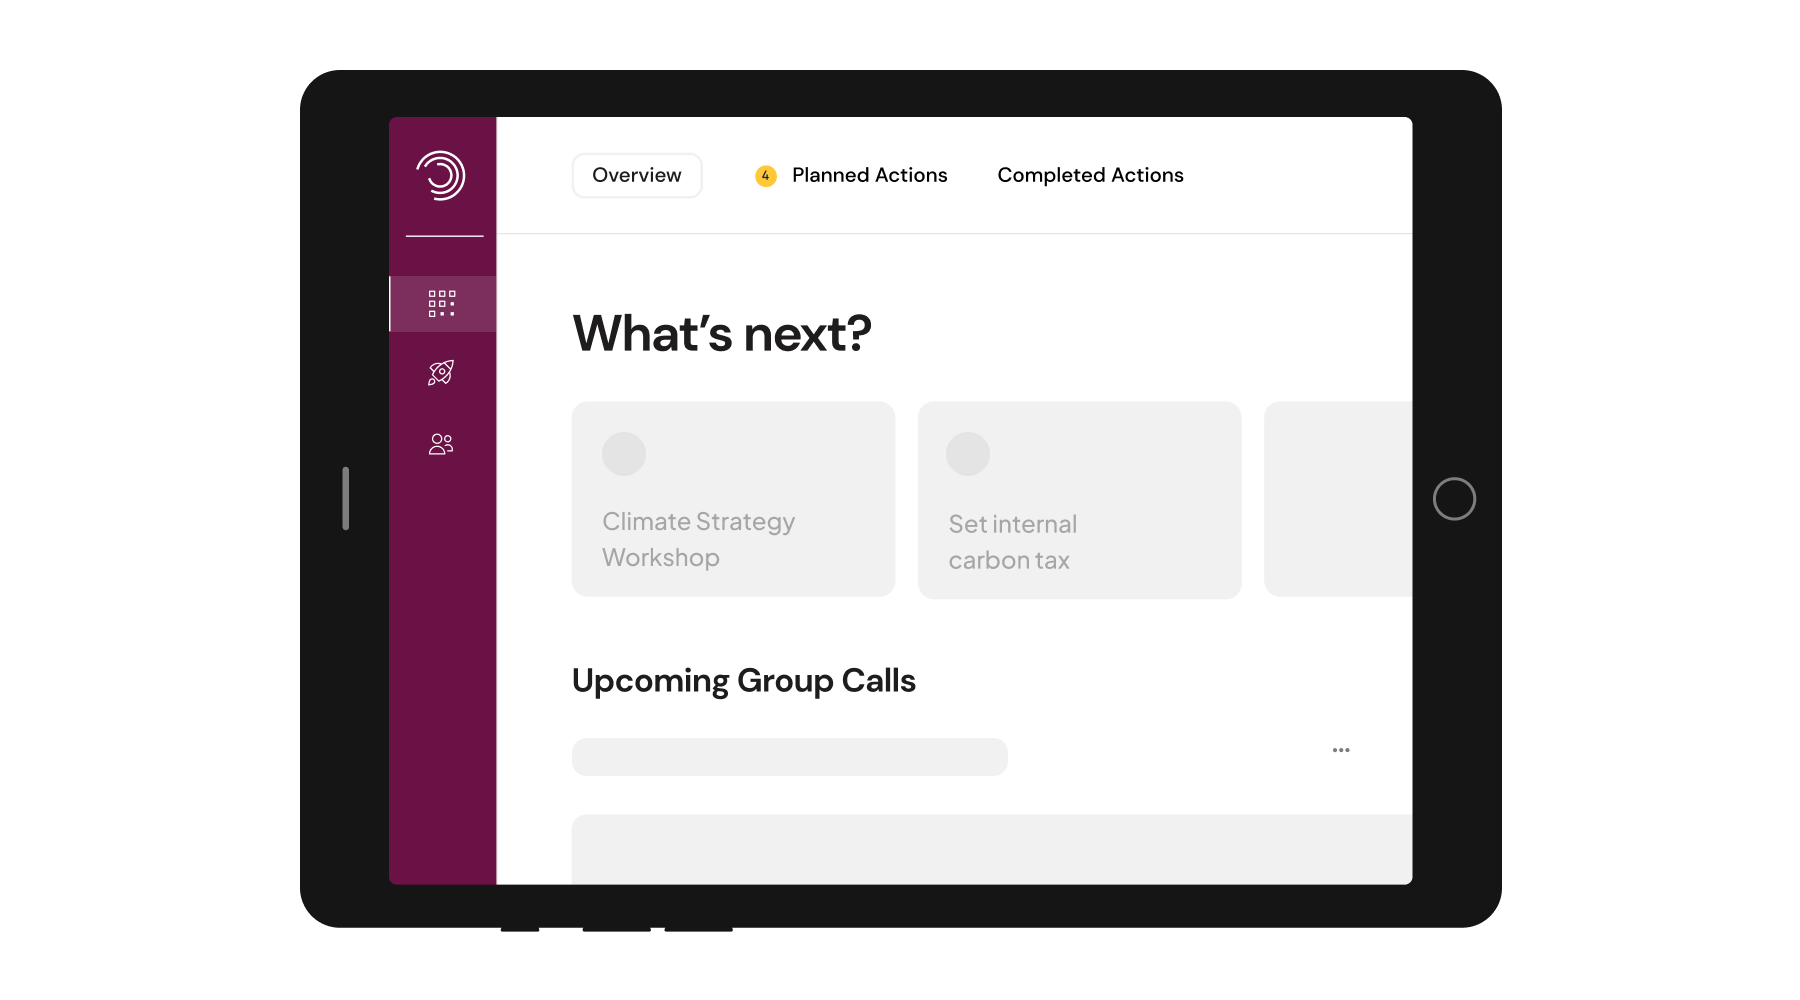 Overview
4
Planned Actions
Completed Actions
What’s next?
Climate Strategy
Workshop
Set internal
carbon tax
Upcoming Group Calls